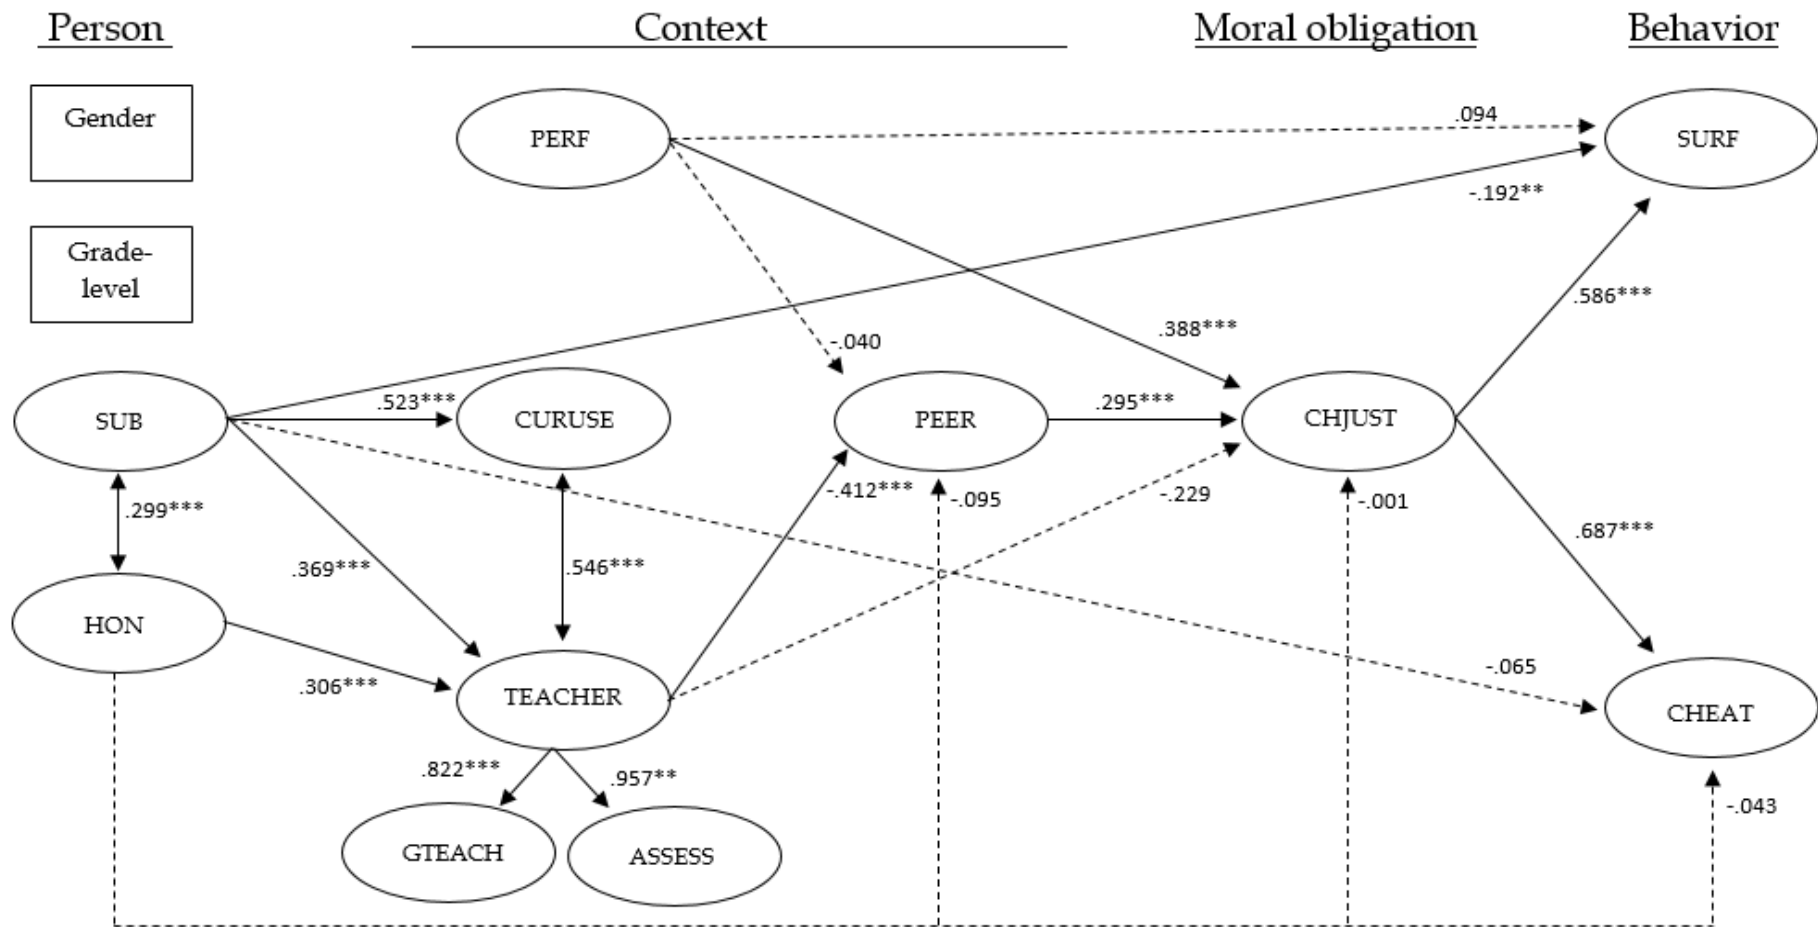 Person Context Moral obligation Behavior
Gender
PERF
.094
SURF
-.192**
Grade-
level
.586***
.388***
-.040
.523***
.295***
SUB
CURUSE
PEER
CHJUST
-.412***
-.095
-.229
-.001
.299***
.687***
.369***
.546***
HON
-.065
.306***
TEACHER
CHEAT
.822***
.957**
-.043
GTEACH
ASSESS